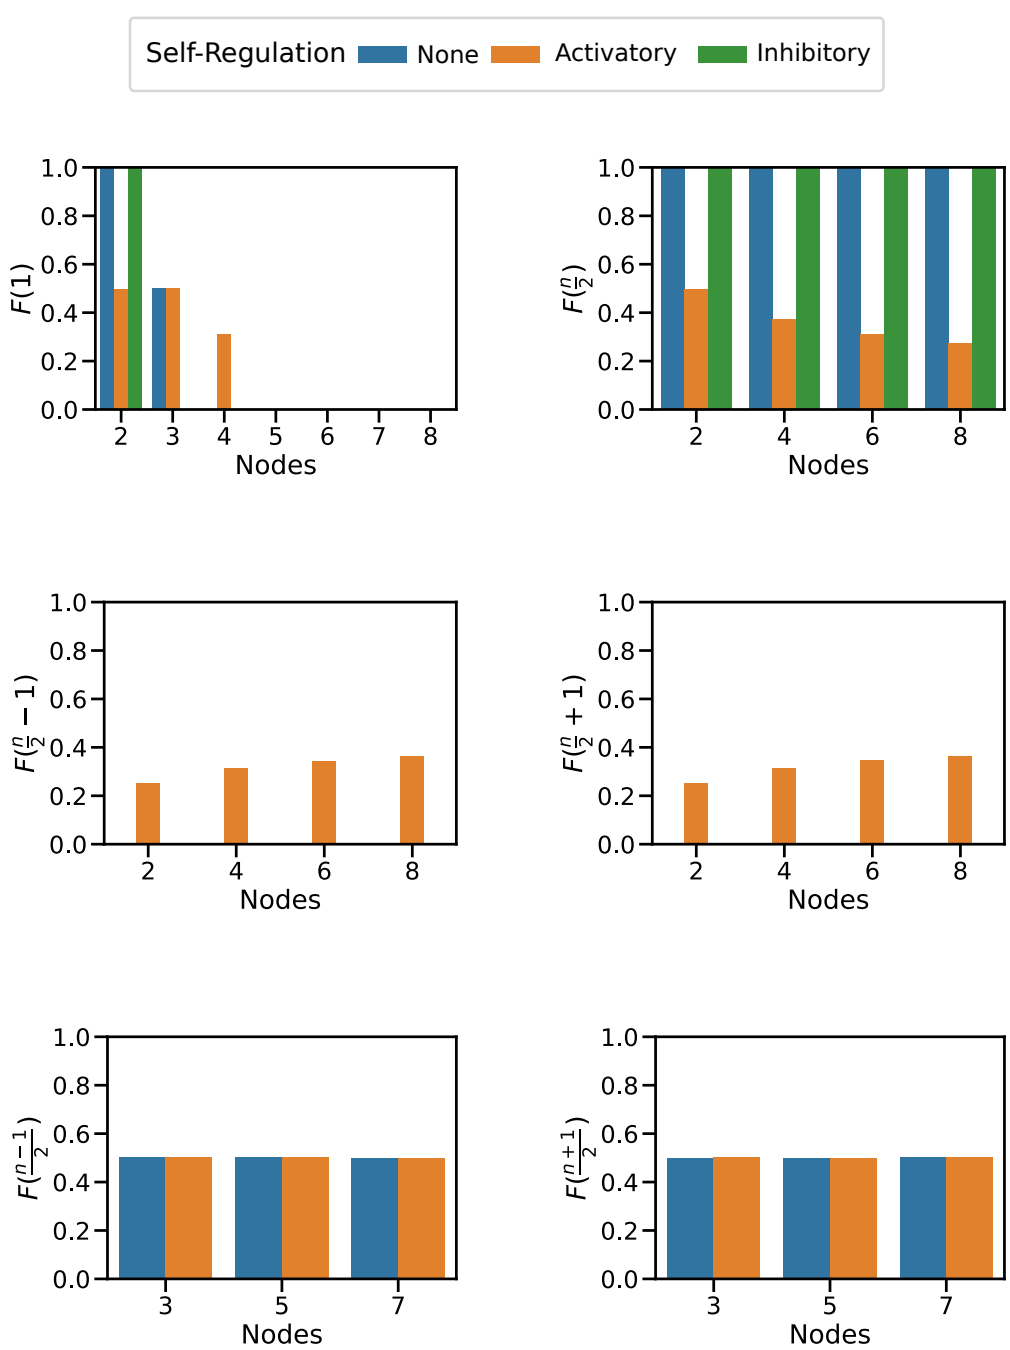 Self-Regulation None Activatory Inhibitory
F(1)
1.0
0.8
0.6
0.4
0.2
0.0
2 3 4 5 6 7 8
Nodes
F(n/2)
1.0
0.8
0.6
0.4
0.2
0.0
2 4 6 8
Nodes
F(n/2 − 1)
1.0
0.8
0.6
0.4
0.2
0.0
2 4 6 8
Nodes
F(n/2 + 1)
1.0
0.8
0.6
0.4
0.2
0.0
2 4 6 8
Nodes
F((n − 1)/2)
1.0
0.8
0.6
0.4
0.2
0.0
3 5 7
Nodes
F((n + 1)/2)
1.0
0.8
0.6
0.4
0.2
0.0
3 5 7
Nodes